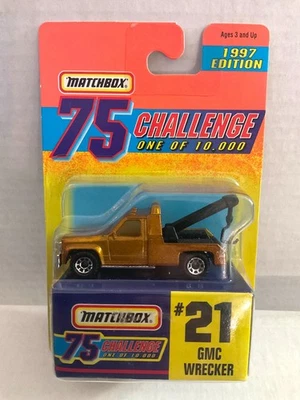 Ages 3 and Up
1997
EDITION
MATCHBOX
75 CHALLENGE
ONE OF 10.000
MATCHBOX
75 CHALLENGE
ONE OF 10.000
#21
GMC
WRECKER